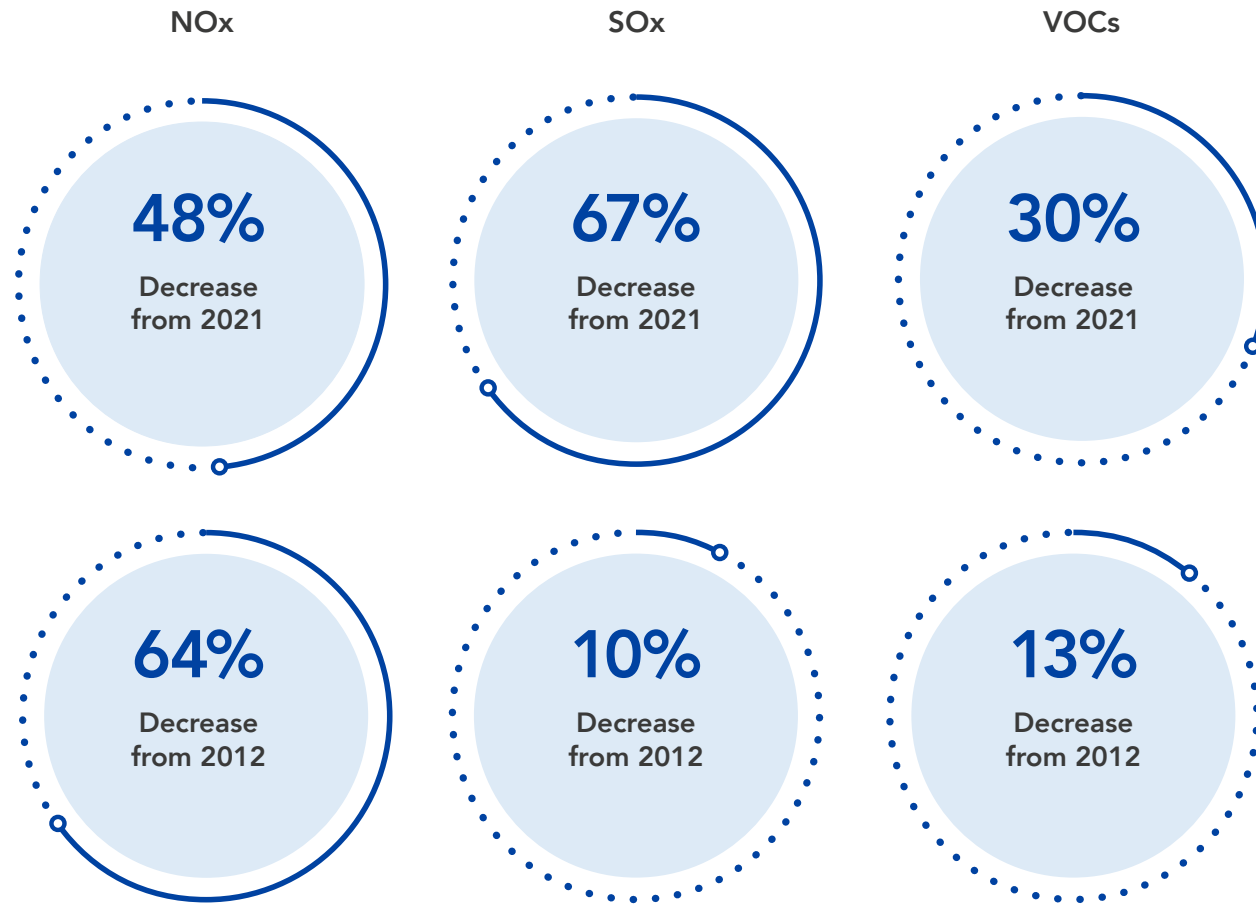 NOx
SOx
VOCs
48%
Decrease
from 2021
67%
Decrease
from 2021
30%
Decrease
from 2021
64%
Decrease
from 2012
10%
Decrease
from 2012
13%
Decrease
from 2012